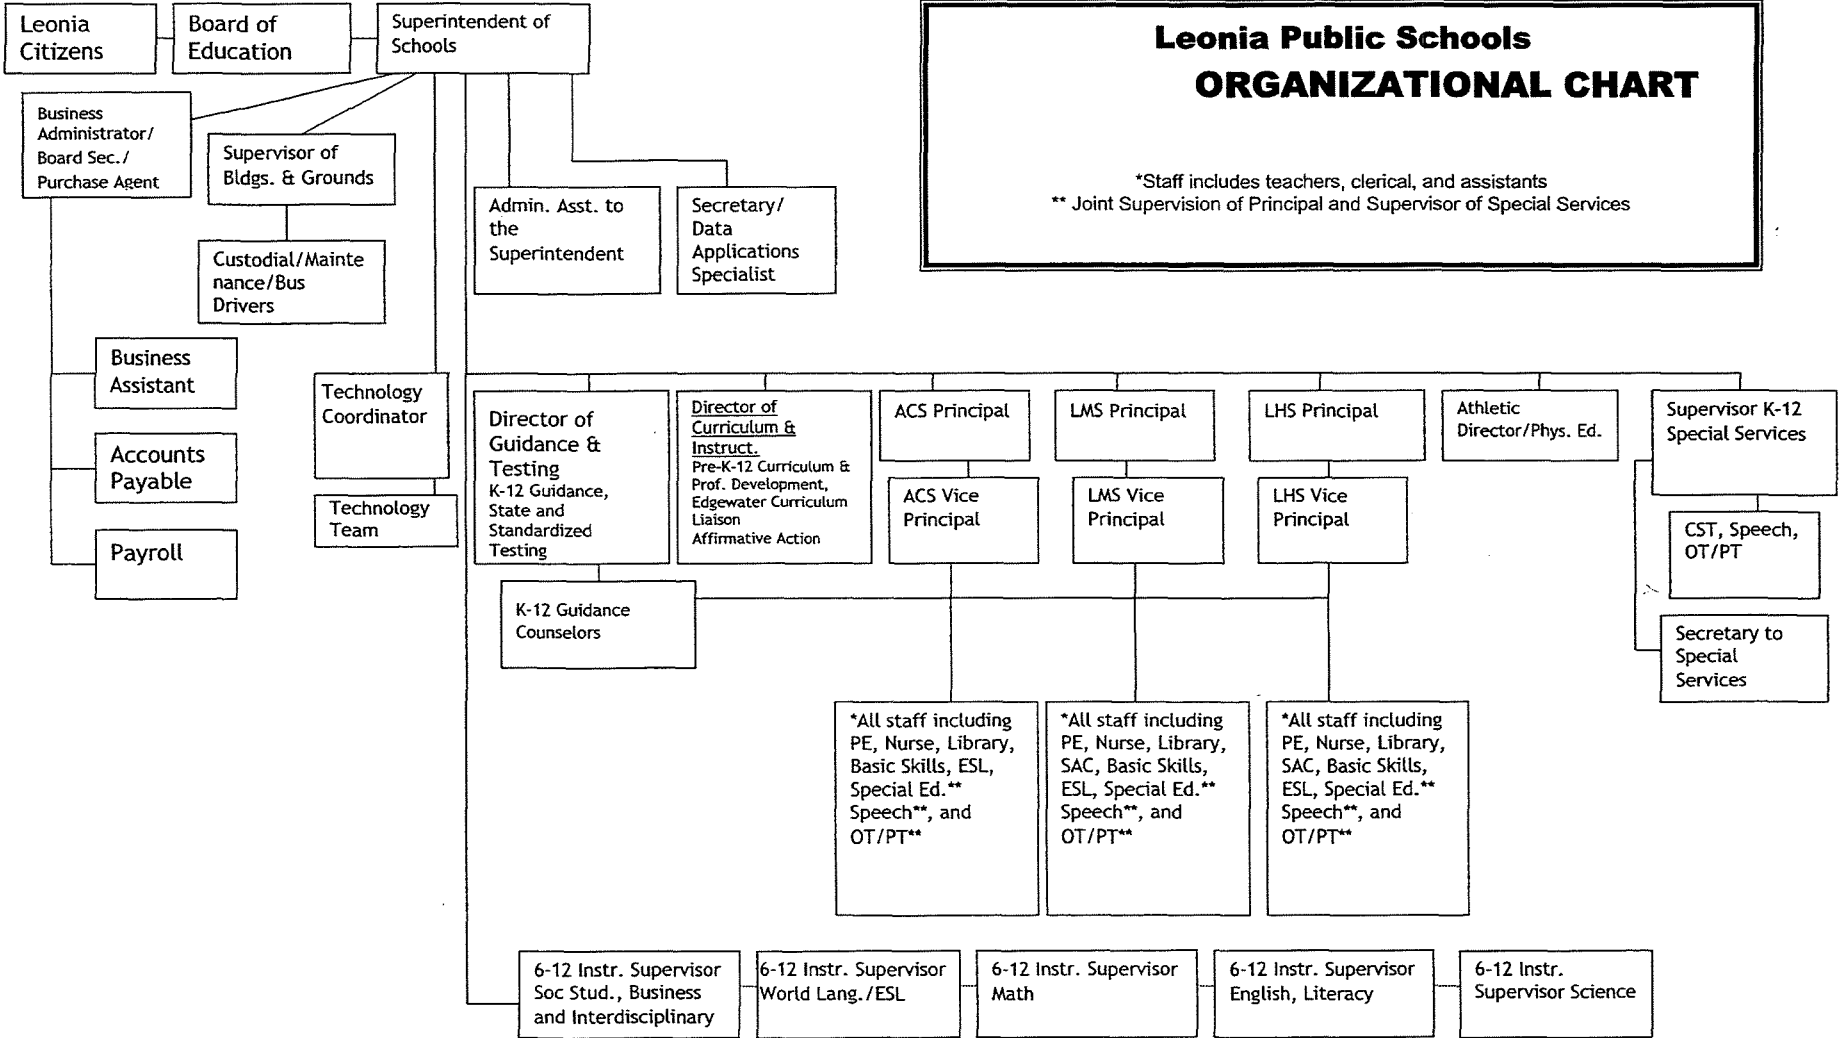 Leonia
Citizens
Board of
Education
Superintendent of
Schools
Leonia Public Schools
ORGANIZATIONAL CHART
*Staff includes teachers, clerical, and assistants
** Joint Supervision of Principal and Supervisor of Special Services
Business
Administrator/
Board Sec./
Purchase Agent
Supervisor of
Bldgs. & Grounds
Custodial/Mainte
nance/Bus
Drivers
Admin. Asst. to
the
Superintendent
Secretary/
Data
Applications
Specialist
Business
Assistant
Accounts
Payable
Payroll
Technology
Coordinator
Technology
Team
Director of
Guidance &
Testing
K-12 Guidance,
State and
Standardized
Testing
Director of
Curriculum &
Instruct.
Pre-K-12 Curriculum &
Prof. Development,
Edgewater Curriculum
Liaison
Affirmative Action
ACS Principal
LMS Principal
LHS Principal
Athletic
Director/Phys. Ed.
Supervisor K-12
Special Services
ACS Vice
Principal
LMS Vice
Principal
LHS Vice
Principal
CST, Speech,
OT/PT
K-12 Guidance
Counselors
Secretary to
Special
Services
*All staff including
PE, Nurse, Library,
Basic Skills, ESL,
Special Ed.**
Speech**, and
OT/PT**
*All staff including
PE, Nurse, Library,
SAC, Basic Skills,
ESL, Special Ed.**
Speech**, and
OT/PT**
*All staff including
PE, Nurse, Library,
SAC, Basic Skills,
ESL, Special Ed.**
Speech**, and
OT/PT**
6-12 Instr. Supervisor
Soc Stud., Business
and Interdisciplinary
6-12 Instr. Supervisor
World Lang./ESL
6-12 Instr. Supervisor
Math
6-12 Instr. Supervisor
English, Literacy
6-12 Instr.
Supervisor Science